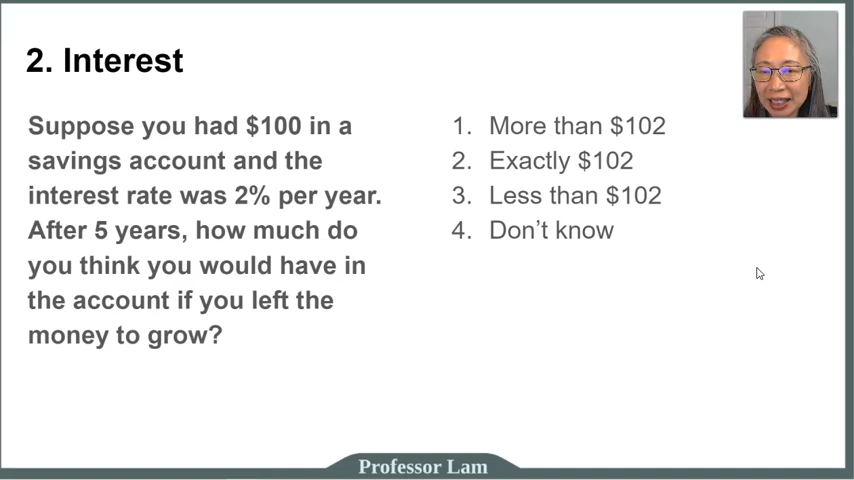 2. Interest
Suppose you had $100 in a
savings account and the
interest rate was 2% per year.
After 5 years, how much do
you think you would have in
the account if you left the
money to grow?
1. More than $102
2. Exactly $102
3. Less than $102
4. Don’t know
Professor Lam